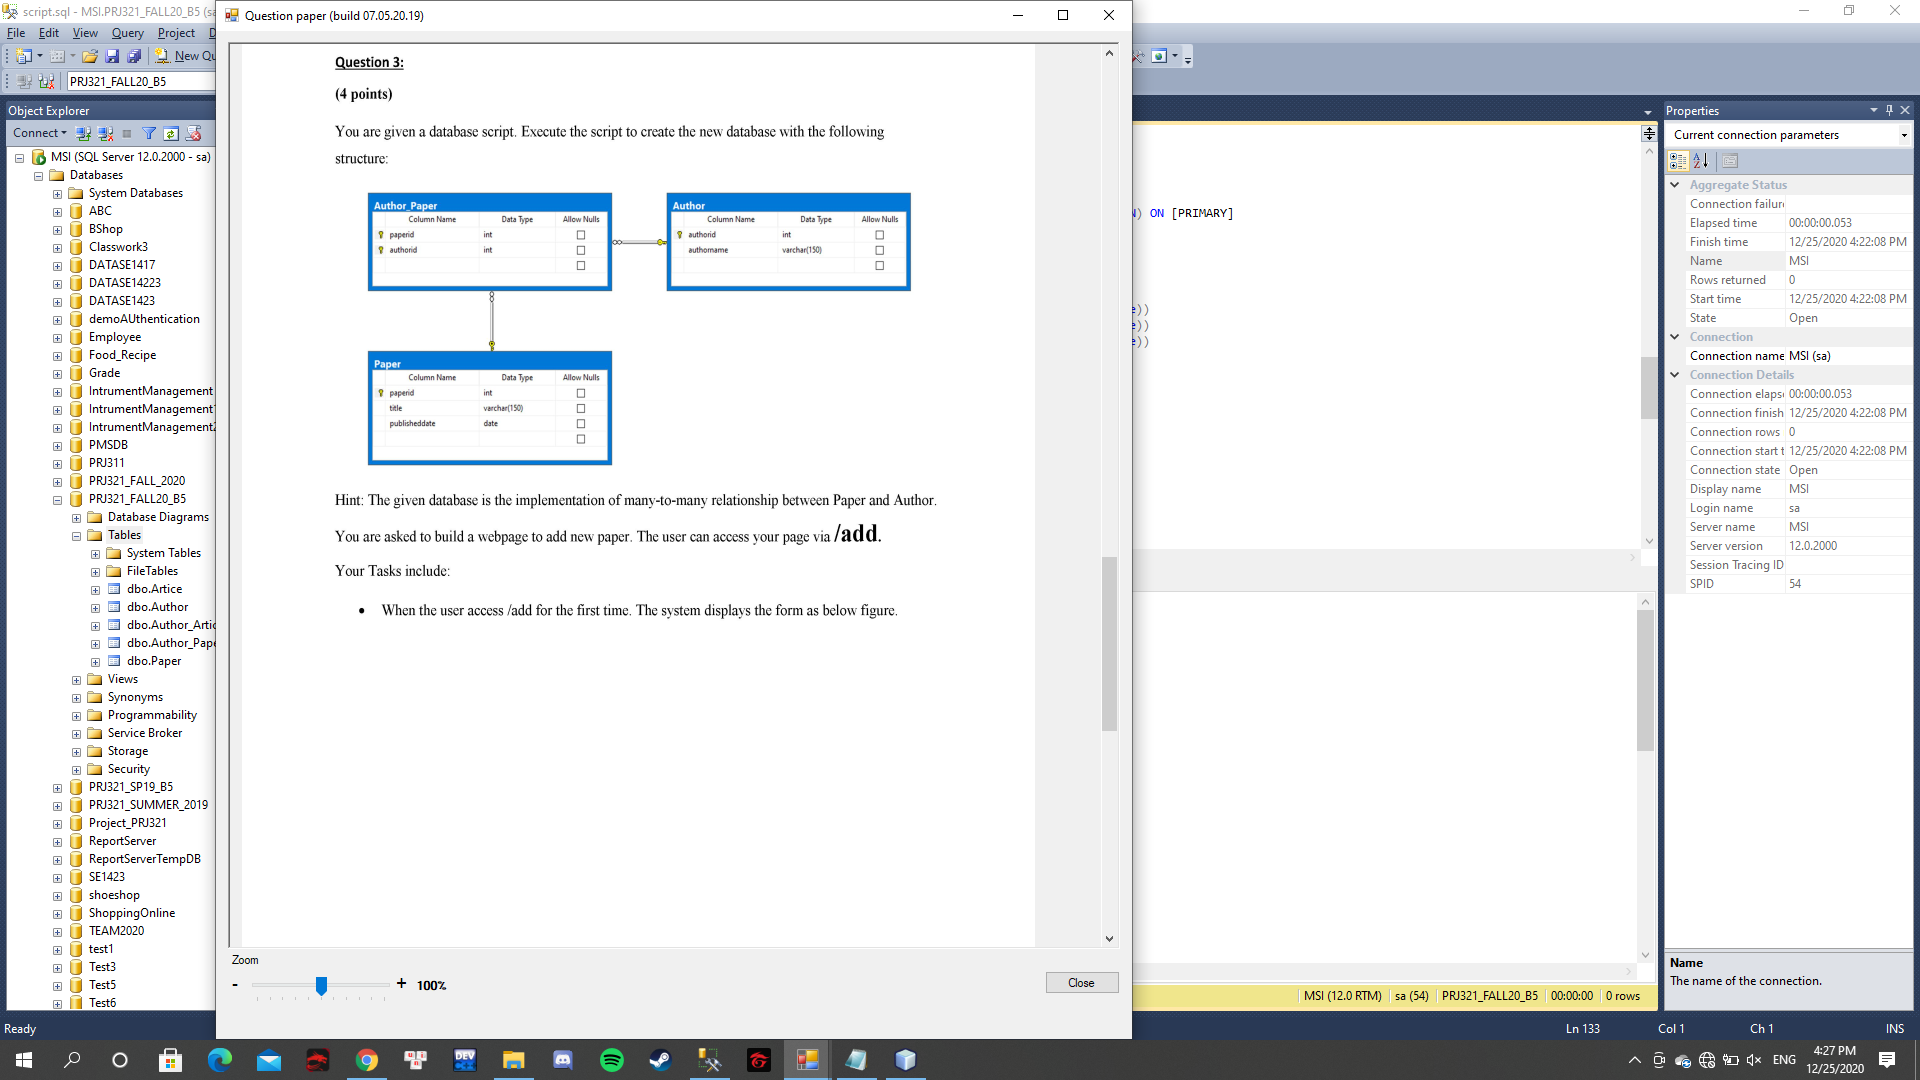 script.sql - MSI.PRJ321_FALL20_B5 (sa
File Edit View Query Project D
New Qu
PRJ321_FALL20_B5
Object Explorer
Connect
MSI (SQL Server 12.0.2000 - sa)
Databases
System Databases
ABC
BShop
Classwork3
DATASE1417
DATASE14223
DATASE1423
demoAUthentication
Employee
Food_Recipe
Grade
IntrumentManagement
IntrumentManagement
IntrumentManagement
PMSDB
PRJ311
PRJ321_FALL_2020
PRJ321_FALL20_B5
Database Diagrams
Tables
System Tables
FileTables
dbo.Artice
dbo.Author
dbo.Author_Artic
dbo.Author_Pape
dbo.Paper
Views
Synonyms
Programmability
Service Broker
Storage
Security
PRJ321_SP19_B5
PRJ321_SUMMER_2019
Project_PRJ321
ReportServer
ReportServerTempDB
SE1423
shoeshop
ShoppingOnline
TEAM2020
test1
Test3
Test5
Test6
Question paper (build 07.05.20.19)
Question 3:
(4 points)
You are given a database script. Execute the script to create the new database with the following
structure:
Author_Paper
Column Name Data Type Allow Nulls
paperid int
authorid int
Author
Column Name Data Type Allow Nulls
authorid int
authorname varchar(150)
Paper
Column Name Data Type Allow Nulls
paperid int
title varchar(150)
publisheddate date
Hint: The given database is the implementation of many-to-many relationship between Paper and Author.
You are asked to build a webpage to add new paper. The user can access your page via /add.
Your Tasks include:
• When the user access /add for the first time. The system displays the form as below figure.
Zoom
- + 100%
Close
) ON [PRIMARY]
))
))
))
MSI (12.0 RTM) sa (54) PRJ321_FALL20_B5 00:00:00 0 rows
Properties
Current connection parameters
Aggregate Status
Connection failure
Elapsed time 00:00:00.053
Finish time 12/25/2020 4:22:08 PM
Name MSI
Rows returned 0
Start time 12/25/2020 4:22:08 PM
State Open
Connection
Connection name MSI (sa)
Connection Details
Connection elaps 00:00:00.053
Connection finish 12/25/2020 4:22:08 PM
Connection rows 0
Connection start t 12/25/2020 4:22:08 PM
Connection state Open
Display name MSI
Login name sa
Server name MSI
Server version 12.0.2000
Session Tracing ID
SPID 54
Name
The name of the connection.
Ready
Ln 133 Col 1 Ch 1 INS
DEV
ENG
4:27 PM
12/25/2020